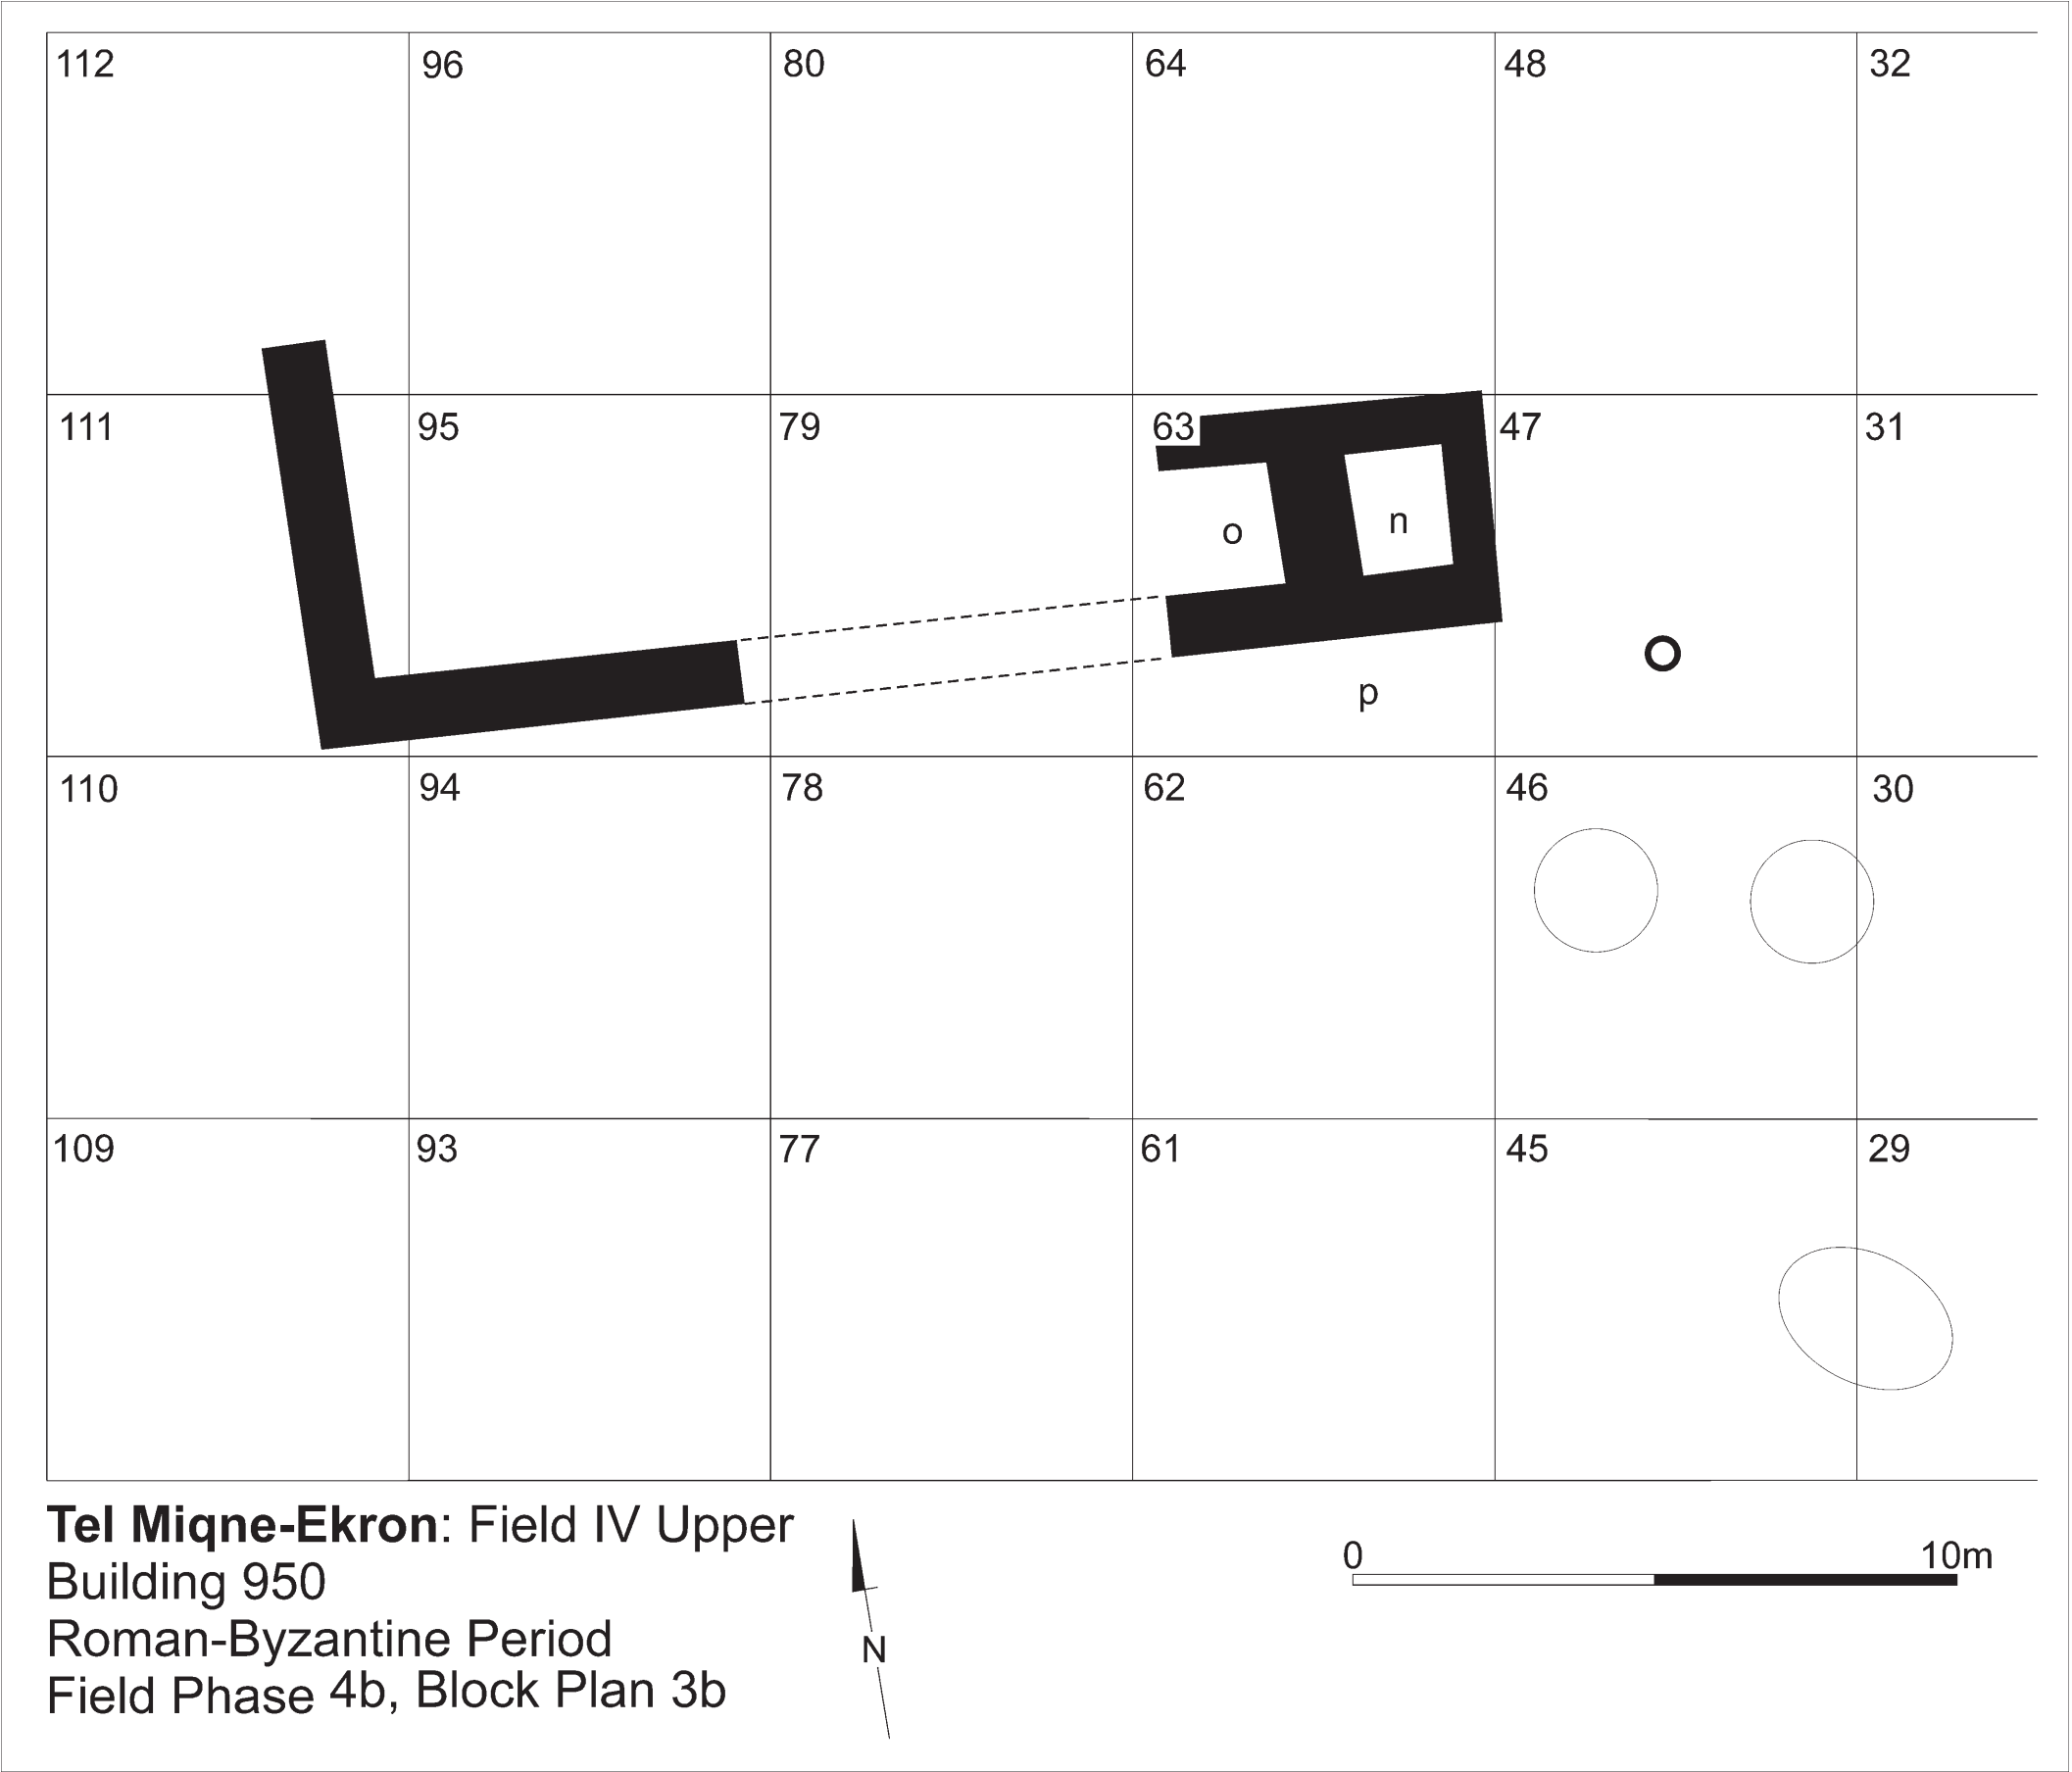 112 96 80 64 48 32
111 95 79 63 47 31
o n
p
110 94 78 62 46 30
109 93 77 61 45 29
Tel Miqne-Ekron: Field IV Upper
Building 950
Roman-Byzantine Period
Field Phase 4b, Block Plan 3b
N
0 10m